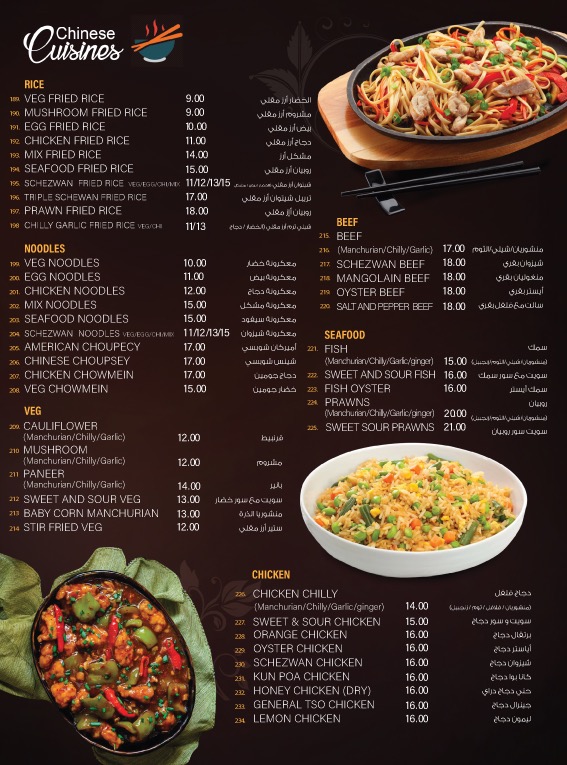 Chinese
Cuisines
RICE
189. VEG FRIED RICE 9.00 الخضار أرز مقلي
190. MUSHROOM FRIED RICE 9.00 مشروم أرز مقلي
191. EGG FRIED RICE 10.00 بيض أرز مقلي
192. CHICKEN FRIED RICE 11.00 دجاج أرز مقلي
193. MIX FRIED RICE 14.00 مشكل أرز
194. SEAFOOD FRIED RICE 15.00 روبيان أرز مقلي
195. SCHEZWAN FRIED RICE VEG/EGG/CHI/MIX 11/12/13/15 شيزوان أرز مقلي
196. TRIPLE SCHEWAN FRIED RICE 17.00 تريبل شيزوان أرز مقلي
197. PRAWN FRIED RICE 18.00 روبيان أرز مقلي
198 CHILLY GARLIC FRIED RICE VEG/CHI 11/13 شيلي ثوم أرز مقلي (الخضار / دجاج)
NOODLES
199. VEG NOODLES 10.00 معكرونة خضار
200. EGG NOODLES 11.00 معكرونة بيض
201. CHICKEN NOODLES 12.00 معكرونة دجاج
202. MIX NOODLES 15.00 معكرونة مشكل
203. SEAFOOD NOODLES 15.00 معكرونة سيفود
204. SCHEZWAN NOODLES VEG/EGG/CHI/MIX 11/12/13/15 معكرونة شيزوان
205. AMERICAN CHOUPECY 17.00 أميركان شوبسي
206. CHINESE CHOUPSEY 17.00 شينس شوبسي
207. CHICKEN CHOWMEIN 17.00 دجاج جومين
208. VEG CHOWMEIN 15.00 خضار جومين
VEG
209. CAULIFLOWER
(Manchurian/Chilly/Garlic) 12.00 قرنبيط
210 MUSHROOM
(Manchurian/Chilly/Garlic) 12.00 مشروم
211 PANEER
(Manchurian/Chilly/Garlic) 14.00 بانير
212 SWEET AND SOUR VEG 13.00 سويت مع سور خضار
213 BABY CORN MANCHURIAN 13.00 منشوريا الذرة
214 STIR FRIED VEG 12.00 ستير أرز مقلي
BEEF
215. BEEF
216. (Manchurian/Chilly/Garlic) 17.00 منشوريان/شيلي/الثوم
217. SCHEZWAN BEEF 18.00 شيزوان بقري
218. MANGOLAIN BEEF 18.00 منغوليان بقري
219. OYSTER BEEF 18.00 أيستر بقري
220. SALT AND PEPPER BEEF 18.00 سالت مع فلفل بقري
SEAFOOD
221. FISH سمك
(Manchurian/Chilly/Garlic/ginger) 15.00 (منشوريان/شيلي/الثوم/زنجبيل)
222. SWEET AND SOUR FISH 16.00 سويت مع سور سمك
223. FISH OYSTER 16.00 سمك أيستر
224. PRAWNS روبيان
(Manchurian/Chilly/Garlic/ginger) 20.00 (منشوريان/شيلي/الثوم/زنجبيل)
225. SWEET SOUR PRAWNS 21.00 سويت سور روبيان
CHICKEN
226. CHICKEN CHILLY دجاج فلفل
(Manchurian/Chilly/Garlic/ginger) 14.00 (منشوريان / فلافل / ثوم / زنجبيل)
227. SWEET & SOUR CHICKEN 15.00 سويت و سور دجاج
228 ORANGE CHICKEN 16.00 برتقال دجاج
229. OYSTER CHICKEN 16.00 أياستر دجاج
230. SCHEZWAN CHICKEN 16.00 شيزوان دجاج
231. KUN POA CHICKEN 16.00 كانا بوا دجاج
232. HONEY CHICKEN (DRY) 16.00 حني دجاج دراي
233. GENERAL TSO CHICKEN 16.00 جينرال دجاج
234. LEMON CHICKEN 16.00 ليمون دجاج